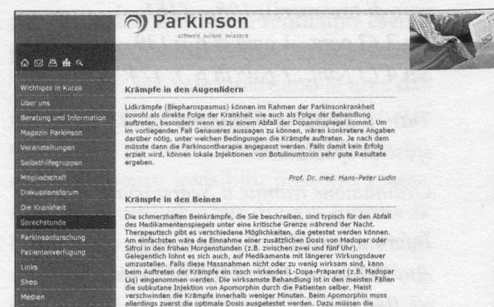 Parkinson
schweiz suisse svizzera
Wichtiges in Kürze
Über uns
Beratung und Information
Magazin Parkinson
Veranstaltungen
Selbsthilfegruppen
Mitgliedschaft
Diskussionsforum
Die Krankheit
Sprechstunde
Parkinsonforschung
Patientenverfügung
Links
Shop
Medien
Krämpfe in den Augenlidern
Lidkrämpfe (Blepharospasmus) können im Rahmen der Parkinsonkrankheit
sowohl als direkte Folge der Krankheit wie auch als Folge der Behandlung
auftreten, besonders wenn es zu einem Abfall der Dopaminspiegel kommt. Um
im vorliegenden Fall Genaueres aussagen zu können, wären konkretere Angaben
darüber nötig, unter welchen Bedingungen die Krämpfe auftreten. Je nach dem
müsste dann die Parkinsontherapie angepasst werden. Falls damit kein Erfolg
erzielt wird, können lokale Injektionen von Botulinumtoxin sehr gute Resultate
ergeben.
Prof. Dr. med. Hans-Peter Ludin
Krämpfe in den Beinen
Die schmerzhaften Beinkrämpfe, die Sie beschreiben, sind typisch für den Abfall
des Medikamentenspiegels unter eine kritische Grenze während der Nacht.
Therapeutisch gibt es verschiedene Möglichkeiten, die getestet werden können.
Am einfachsten wäre die Einnahme einer zusätzlichen Dosis von Madopar oder
Sifrol in den frühen Morgenstunden (z.B. zwischen zwei und fünf Uhr).
Gelegentlich lohnt es sich auch, auf Medikamente mit längerer Wirkungsdauer
umzustellen. Falls diese Massnahmen nicht oder zu wenig wirksam sind, kann
beim Auftreten der Krämpfe ein rasch wirkendes L-Dopa-Präparat (z.B. Madopar
Liq) eingenommen werden. Die wirksamste Behandlung ist in den meisten Fällen
die subkutane Injektion von Apomorphin durch die Patienten selber. Meist
verschwinden die Krämpfe innerhalb weniger Minuten. Beim Apomorphin muss
allerdings zuerst die optimale Dosis ausgetestet werden. Dazu müssen die